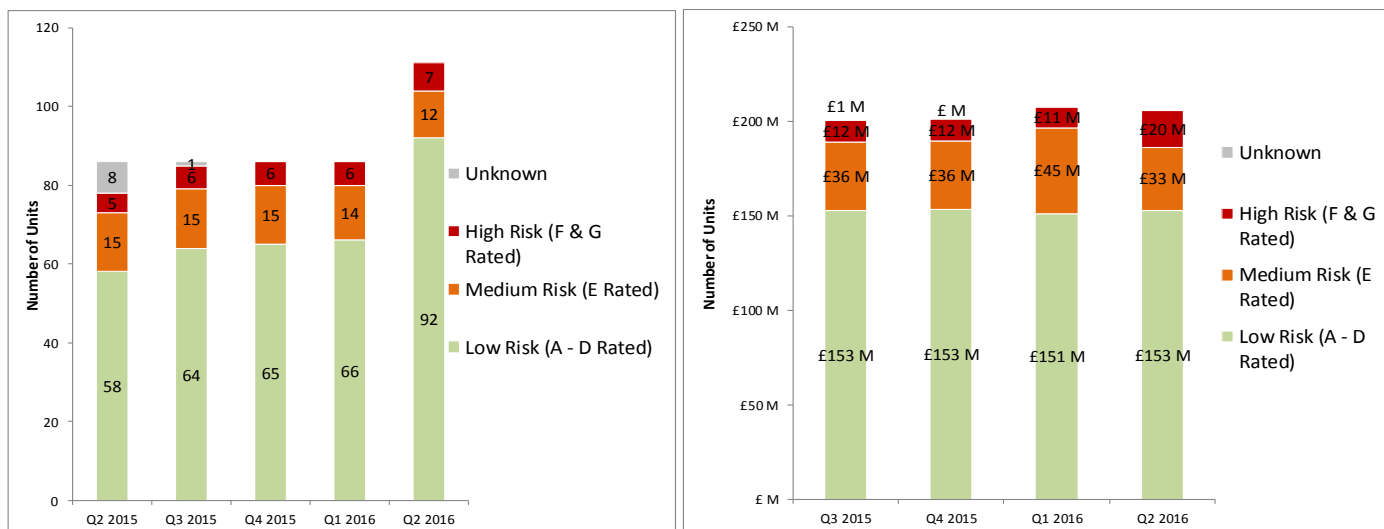 120
100
80
60
40
20
0
Number of Units
8
5
15
58
1
6
15
64
6
15
65
6
14
66
7
12
92
Q2 2015 Q3 2015 Q4 2015 Q1 2016 Q2 2016
Unknown
High Risk (F & G
Rated)
Medium Risk (E Rated)
Low Risk (A - D Rated)
£250 M
£200 M
£150 M
£100 M
£50 M
£ M
Number of Units
£1 M
£12 M
£36 M
£153 M
£ M
£12 M
£36 M
£153 M
£11 M
£45 M
£151 M
£20 M
£33 M
£153 M
Q3 2015 Q4 2015 Q1 2016 Q2 2016
Unknown
High Risk (F & G
Rated)
Medium Risk (E
Rated)
Low Risk (A - D
Rated)